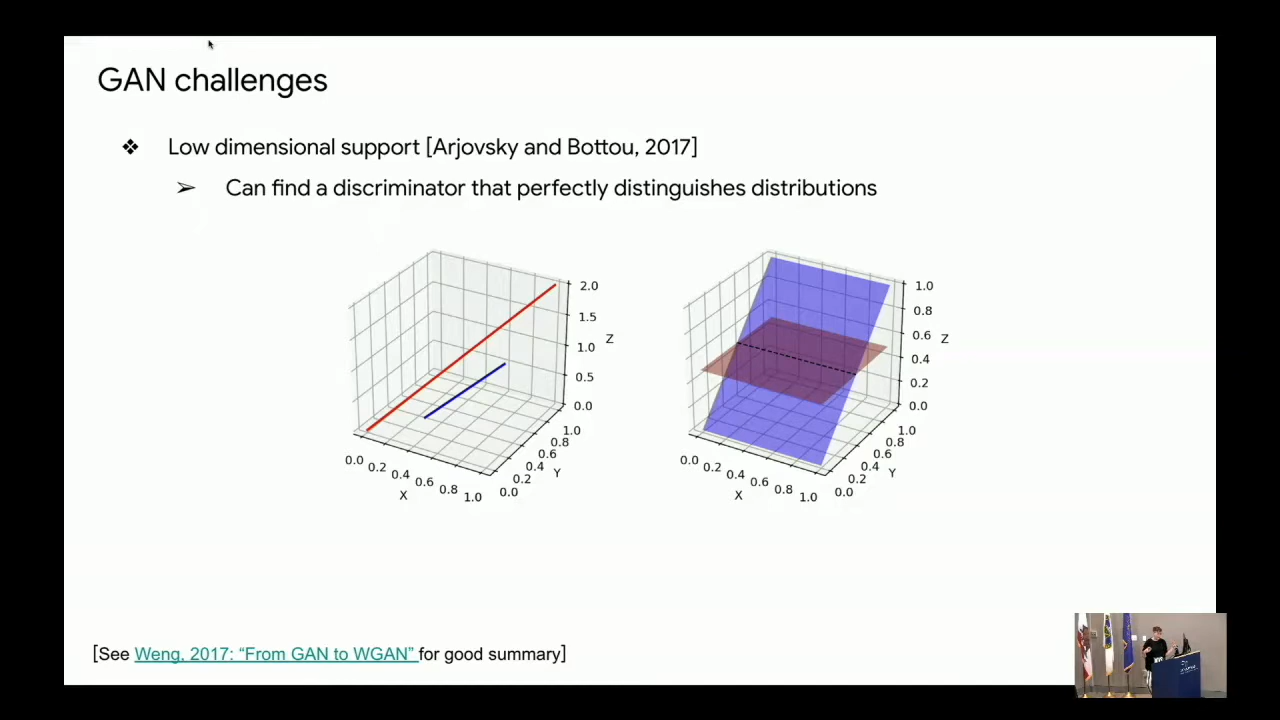 GAN challenges
❖ Low dimensional support [Arjovsky and Bottou, 2017]
➢ Can find a discriminator that perfectly distinguishes distributions
2.0
1.5
1.0
0.5
0.0
Z
0.0 0.2 0.4 0.6 0.8 1.0
X
0.0 0.2 0.4 0.6 0.8 1.0
Y
1.0
0.8
0.6
0.4
0.2
0.0
Z
0.0 0.2 0.4 0.6 0.8 1.0
X
0.0 0.2 0.4 0.6 0.8 1.0
Y
[See Weng, 2017: “From GAN to WGAN” for good summary]